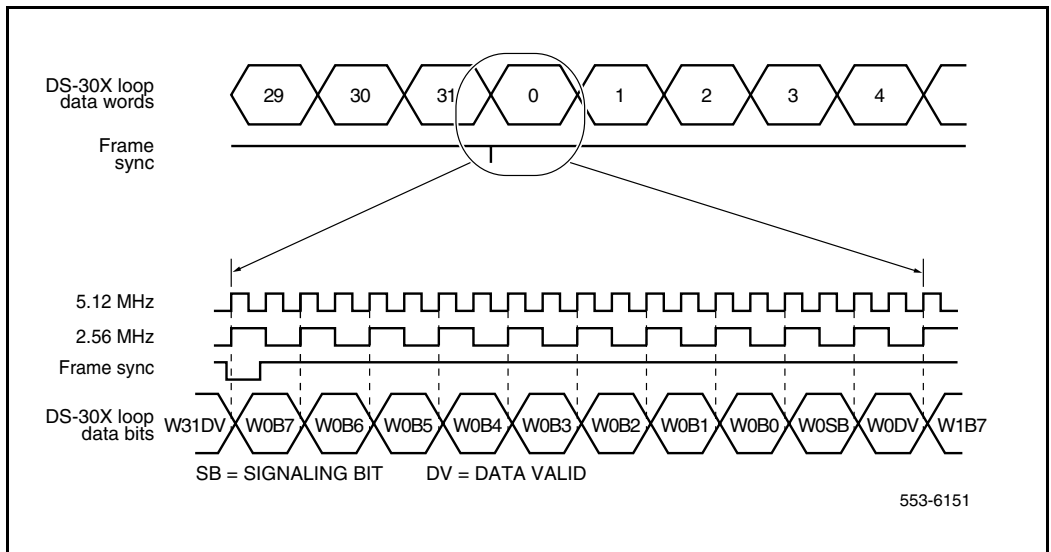 DS-30X loop
data words
29 30 31 0 1 2 3 4
Frame
sync
5.12 MHz
2.56 MHz
Frame sync
DS-30X loop
data bits
W31DV W0B7 W0B6 W0B5 W0B4 W0B3 W0B2 W0B1 W0B0 W0SB W0DV W1B7
SB = SIGNALING BIT DV = DATA VALID
553-6151